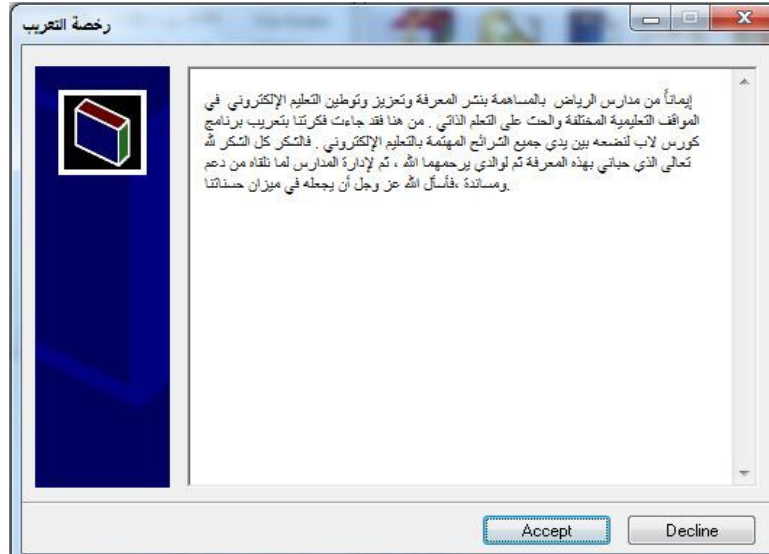 رخصة التعريب
إيماناً من مدارس الرياض بالمساهمة بنشر المعرفة وتعزيز وتوطين التعليم الإلكتروني في
المواقف التعليمية المختلفة والحث على التعلم الذاتي . من هنا فقد جاءت فكرتنا بتعريب برنامج
كورس لاب لنضعه بين يدي جميع الشرائح المهتمة بالتعليم الإلكتروني . فالشكر كل الشكر لله
تعالى الذي حباني بهذه المعرفة ثم لوالدي يرحمهما الله ، ثم لإدارة المدارس لما نلقاه من دعم
ومساندة ،فأسأل الله عز وجل أن يجعله في ميزان حسناتنا.
Accept
Decline